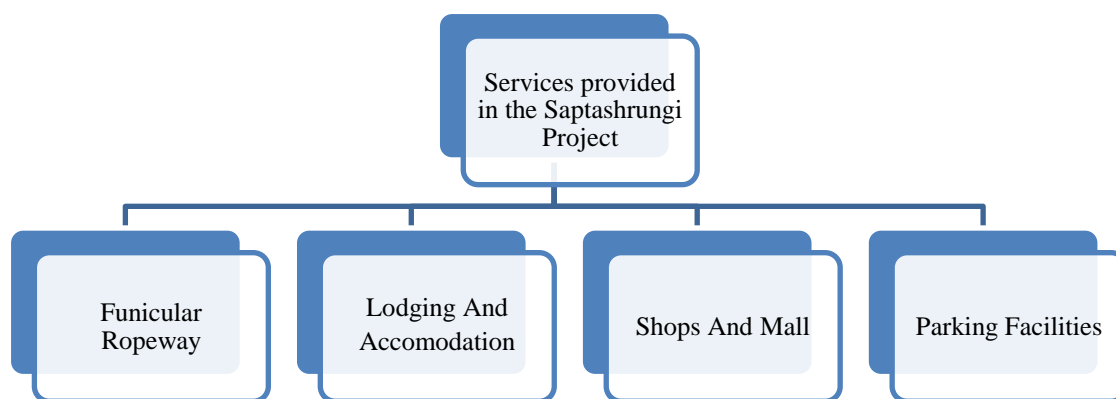 Services provided
in the Saptashrungi
Project
Funicular
Ropeway
Lodging And
Accomodation
Shops And Mall
Parking Facilities